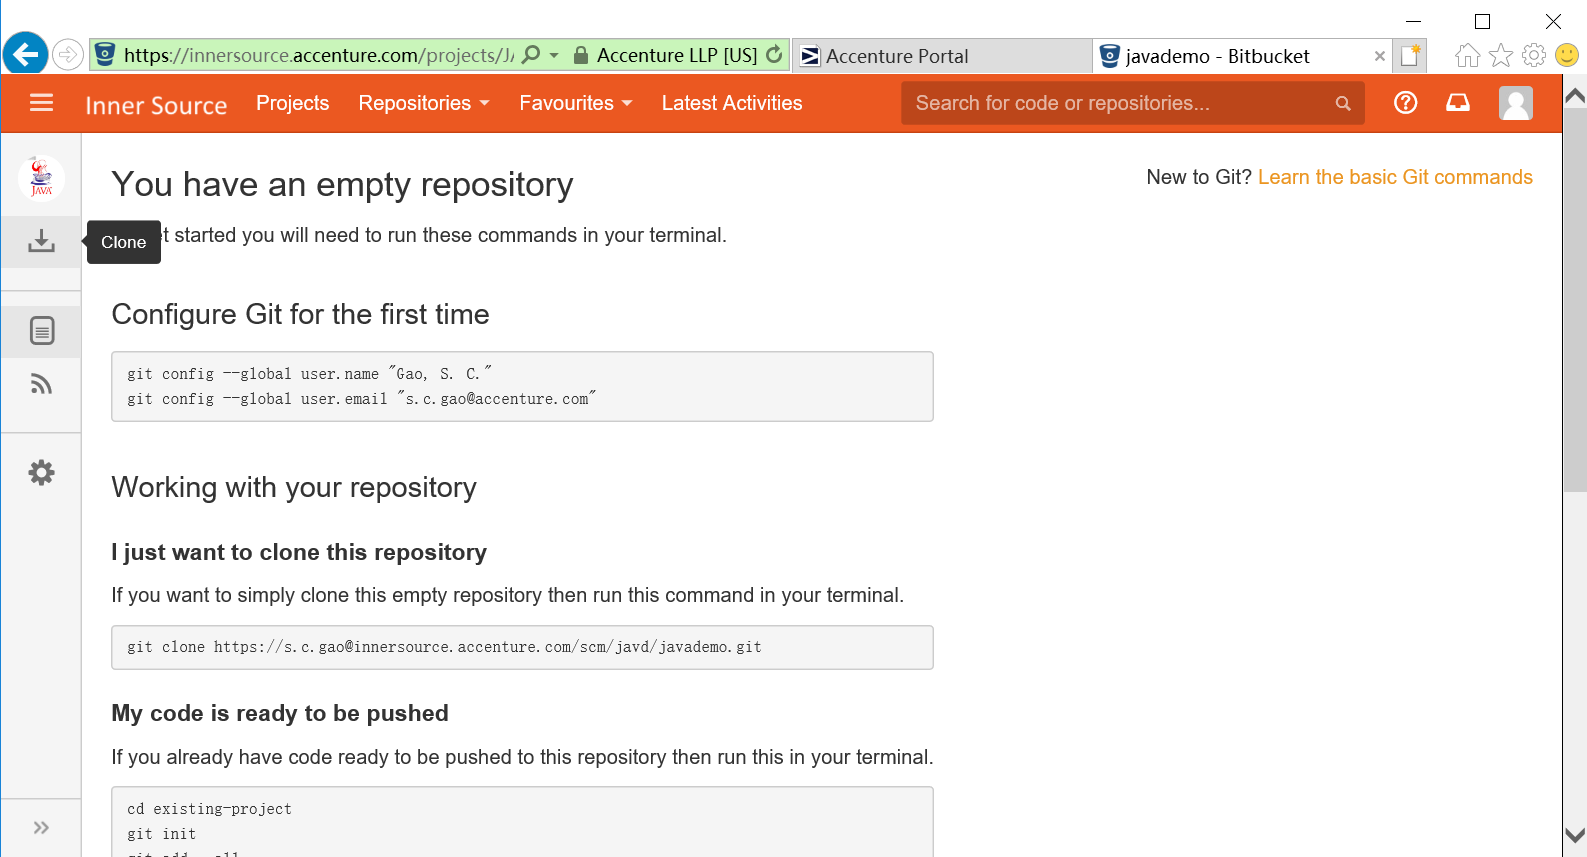 https://innersource.accenture.com/projects/J/
Accenture LLP [US]
Accenture Portal
javademo - Bitbucket
Inner Source
Projects
Repositories
Favourites
Latest Activities
Search for code or repositories...
JAVA
You have an empty repository
New to Git? Learn the basic Git commands
Clone
t started you will need to run these commands in your terminal.
Configure Git for the first time
git config --global user.name "Gao, S. C."
git config --global user.email "s.c.gao@accenture.com"
Working with your repository
I just want to clone this repository
If you want to simply clone this empty repository then run this command in your terminal.
git clone https://s.c.gao@innersource.accenture.com/scm/javd/javademo.git
My code is ready to be pushed
If you already have code ready to be pushed to this repository then run this in your terminal.
cd existing-project
git init